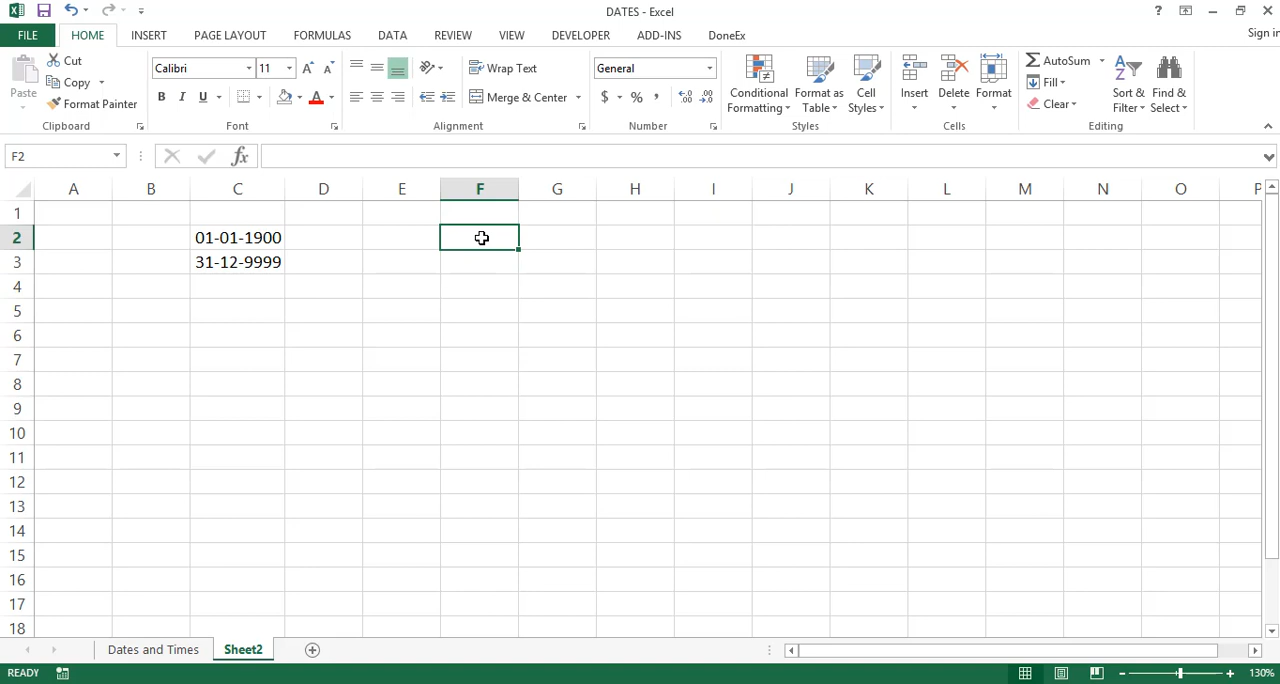 DATES - Excel
?
Sign in
FILE
HOME
INSERT
PAGE LAYOUT
FORMULAS
DATA
REVIEW
VIEW
DEVELOPER
ADD-INS
DoneEx
Paste
Cut
Copy
Format Painter
Clipboard
Calibri
11
A
A
B
I
U
A
Font
Wrap Text
Merge & Center
Alignment
General
$
%
,
.00
.00
Number
Conditional
Formatting
Format as
Table
Cell
Styles
Styles
Insert
Delete
Format
Cells
AutoSum
Fill
Clear
Sort &
Filter
Find &
Select
Editing
F2
fx
A B C D E F G H I J K L M N O P
1
2 01-01-1900
3 31-12-9999
4
5
6
7
8
9
10
11
12
13
14
15
16
17
18
Dates and Times
Sheet2
READY
130%